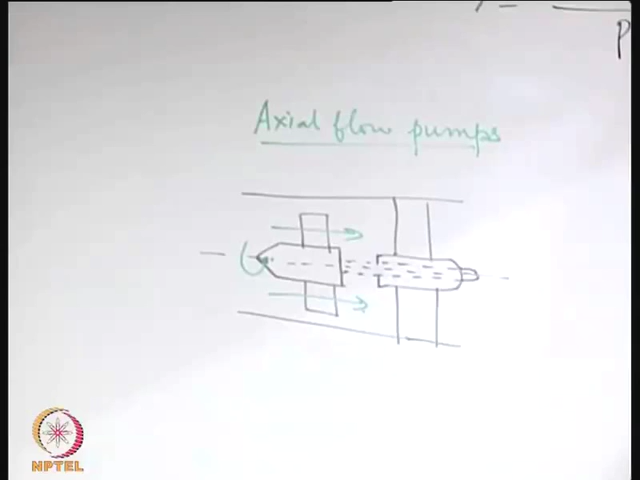 η =
P
Axial flow pumps
NPTEL